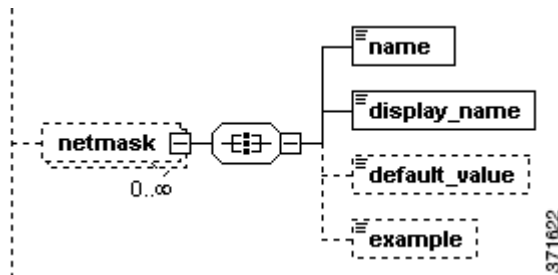 name
display_name
netmask
0..∞
default_value
example
371622